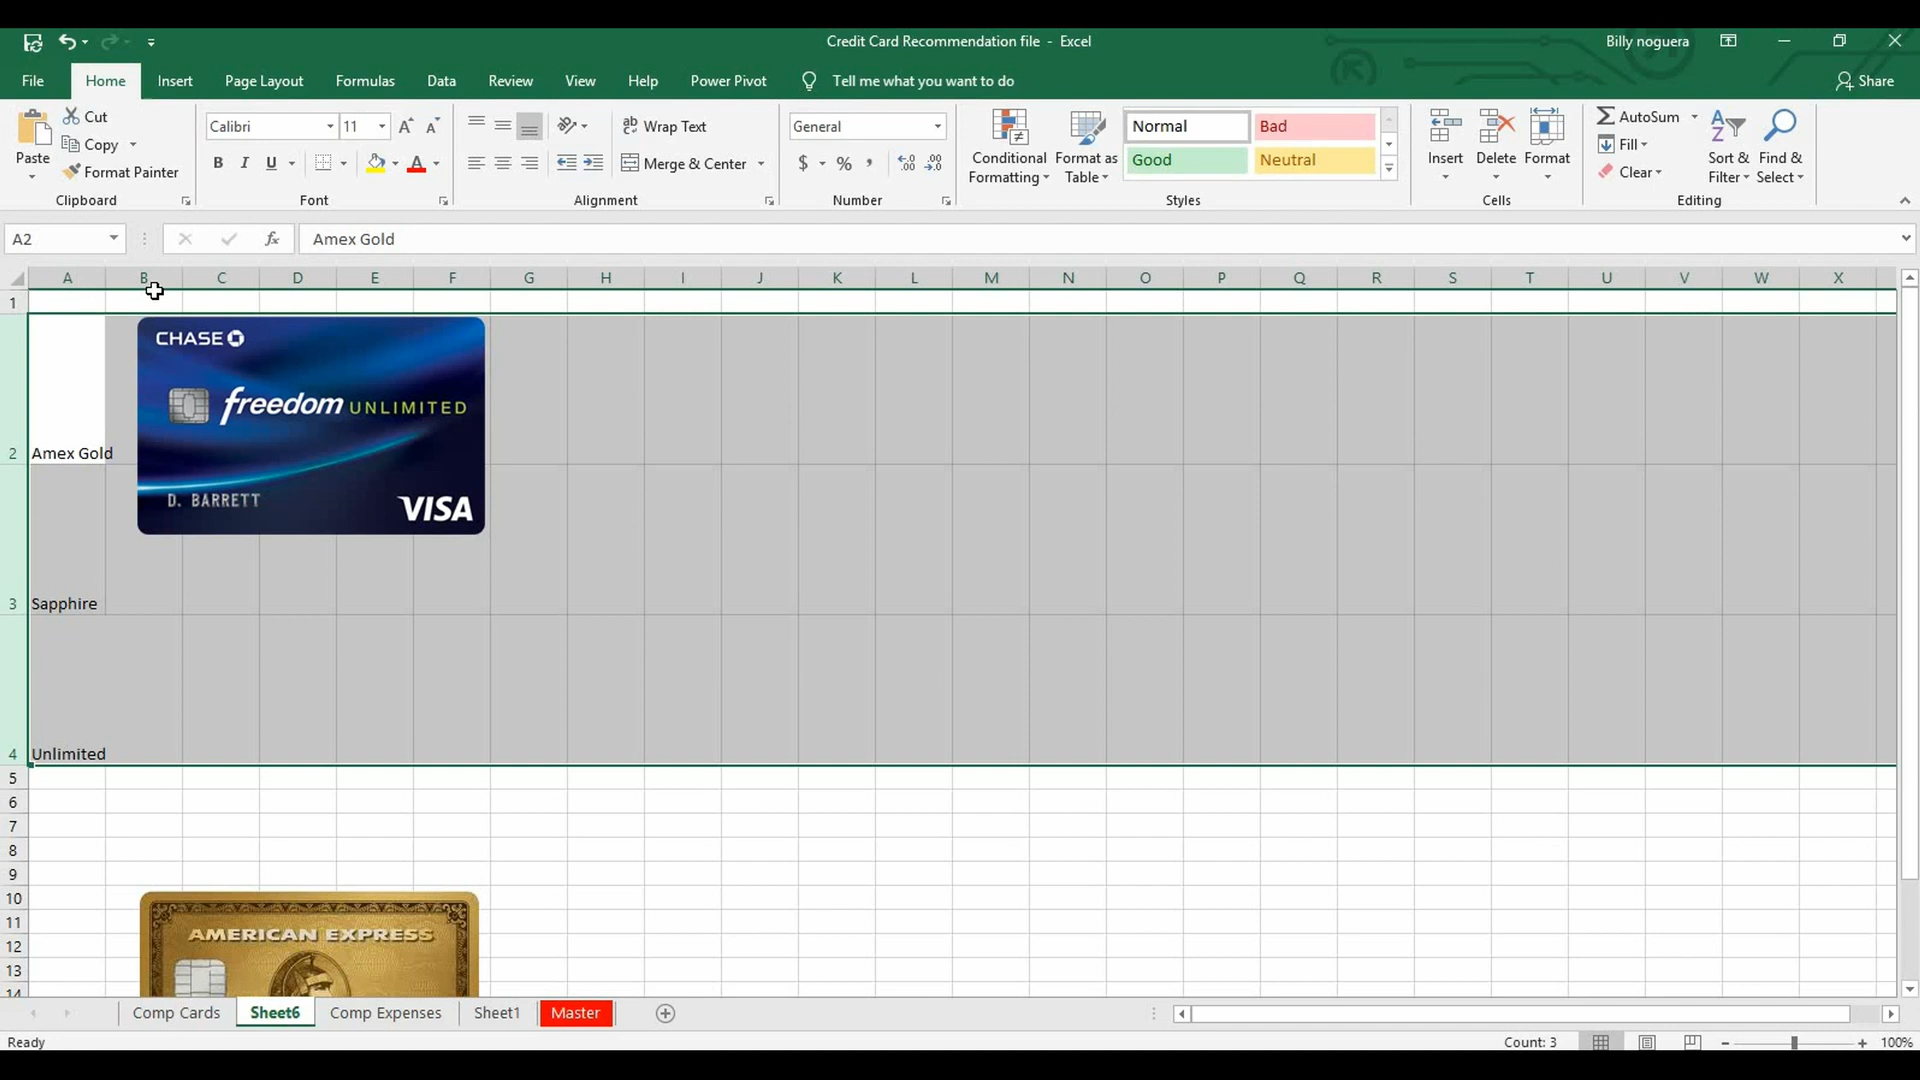 Credit Card Recommendation file - Excel
Billy noguera
File Home Insert Page Layout Formulas Data Review View Help Power Pivot Tell me what you want to do Share
Paste
Cut
Copy
Format Painter
Clipboard
Calibri 11
B I U
A
Font
Wrap Text
Merge & Center
Alignment
General
$ % ,
Number
Conditional Formatting
Format as Table
Normal Bad
Good Neutral
Styles
Insert Delete Format
Cells
AutoSum
Fill
Clear
Sort & Filter
Find & Select
Editing
A2 fx Amex Gold
A B C D E F G H I J K L M N O P Q R S T U V W X
1
CHASE
freedom UNLIMITED
2 Amex Gold
D. BARRETT
VISA
3 Sapphire
4 Unlimited
5
6
7
8
9
10
11
AMERICAN EXPRESS
12
13
14
Comp Cards Sheet6 Comp Expenses Sheet1 Master
Ready Count: 3 100%